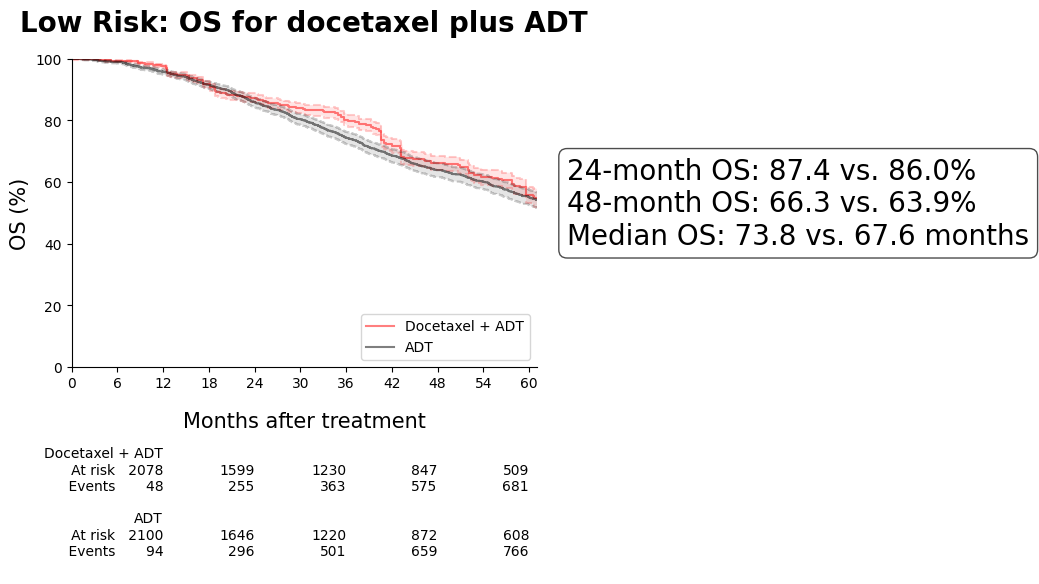 Low Risk: OS for docetaxel plus ADT
100
80
60
40
20
0
OS (%)
24-month OS: 87.4 vs. 86.0%
48-month OS: 66.3 vs. 63.9%
Median OS: 73.8 vs. 67.6 months
Docetaxel + ADT
ADT
0 6 12 18 24 30 36 42 48 54 60
Months after treatment
Docetaxel + ADT
At risk 2078 1599 1230 847 509
Events 48 255 363 575 681
ADT
At risk 2100 1646 1220 872 608
Events 94 296 501 659 766